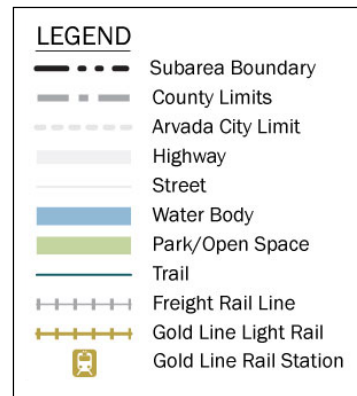 LEGEND
Subarea Boundary
County Limits
Arvada City Limit
Highway
Street
Water Body
Park/Open Space
Trail
Freight Rail Line
Gold Line Light Rail
Gold Line Rail Station